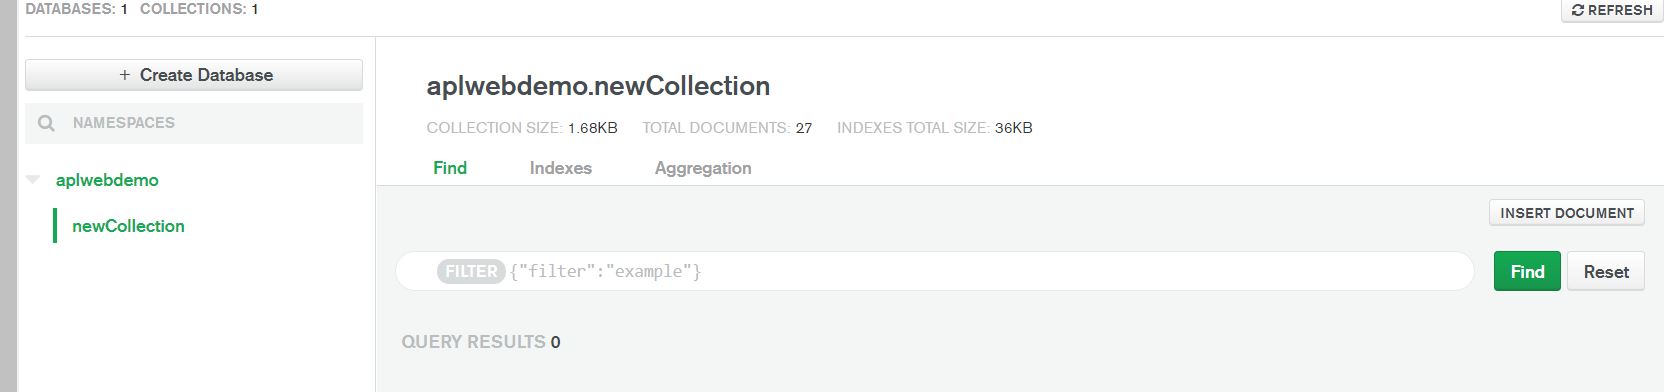 DATABASES: 1 COLLECTIONS: 1
REFRESH
+ Create Database
NAMESPACES
aplwebdemo
newCollection
aplwebdemo.newCollection
COLLECTION SIZE: 1.68KB TOTAL DOCUMENTS: 27 INDEXES TOTAL SIZE: 36KB
Find Indexes Aggregation
INSERT DOCUMENT
FILTER {"filter":"example"}
Find Reset
QUERY RESULTS 0